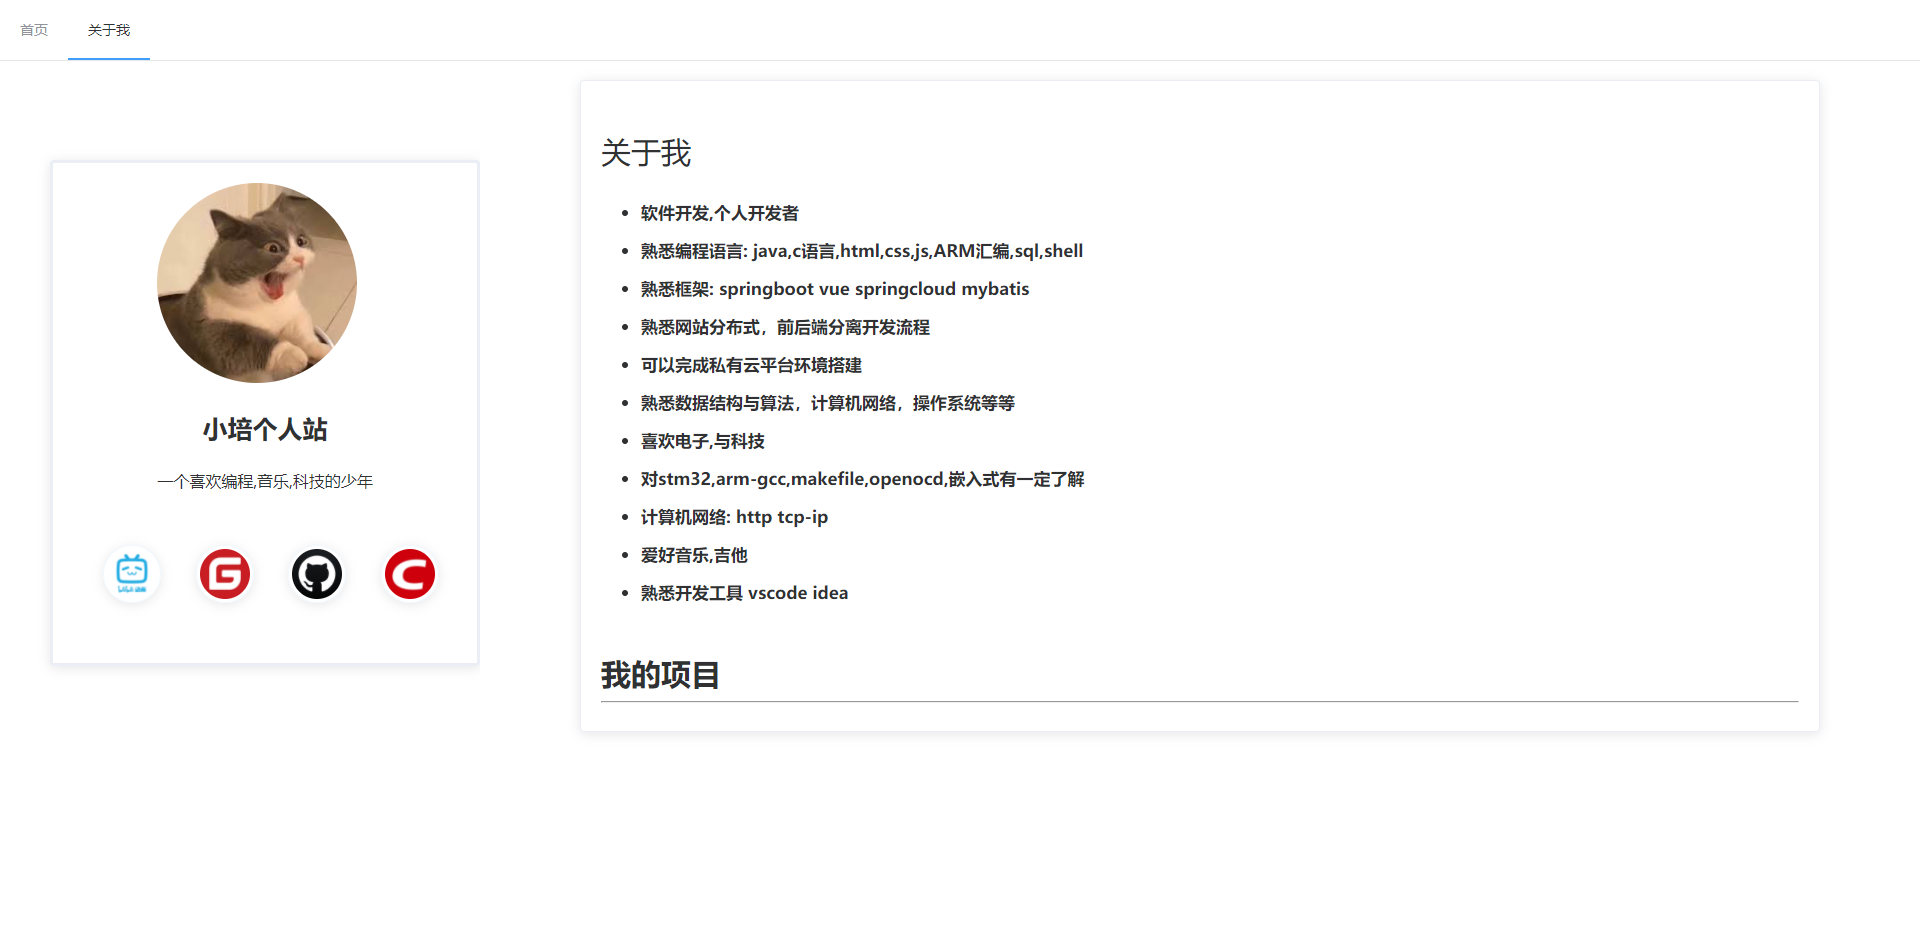 首页
关于我
小培个人站
一个喜欢编程,音乐,科技的少年
关于我
软件开发,个人开发者
熟悉编程语言: java,c语言,html,css,js,ARM汇编,sql,shell
熟悉框架: springboot vue springcloud mybatis
熟悉网站分布式，前后端分离开发流程
可以完成私有云平台环境搭建
熟悉数据结构与算法，计算机网络，操作系统等等
喜欢电子,与科技
对stm32,arm-gcc,makefile,openocd,嵌入式有一定了解
计算机网络: http tcp-ip
爱好音乐,吉他
熟悉开发工具 vscode idea
我的项目